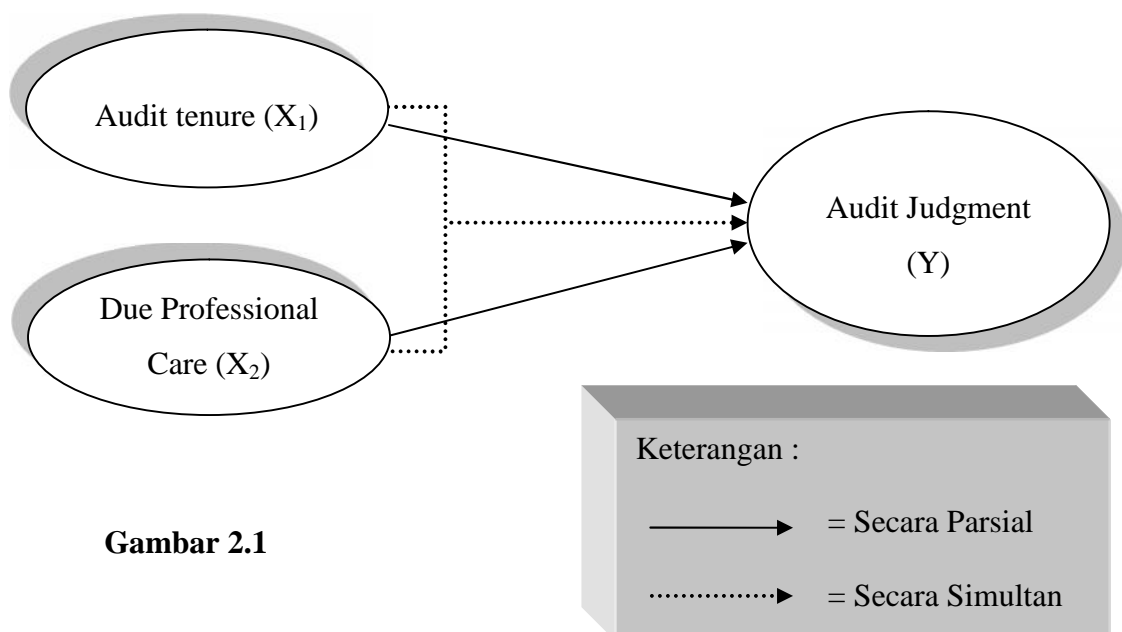 Audit tenure (X₁)
Audit Judgment
(Y)
Due Professional
Care (X₂)
Keterangan :
= Secara Parsial
= Secara Simultan
Gambar 2.1